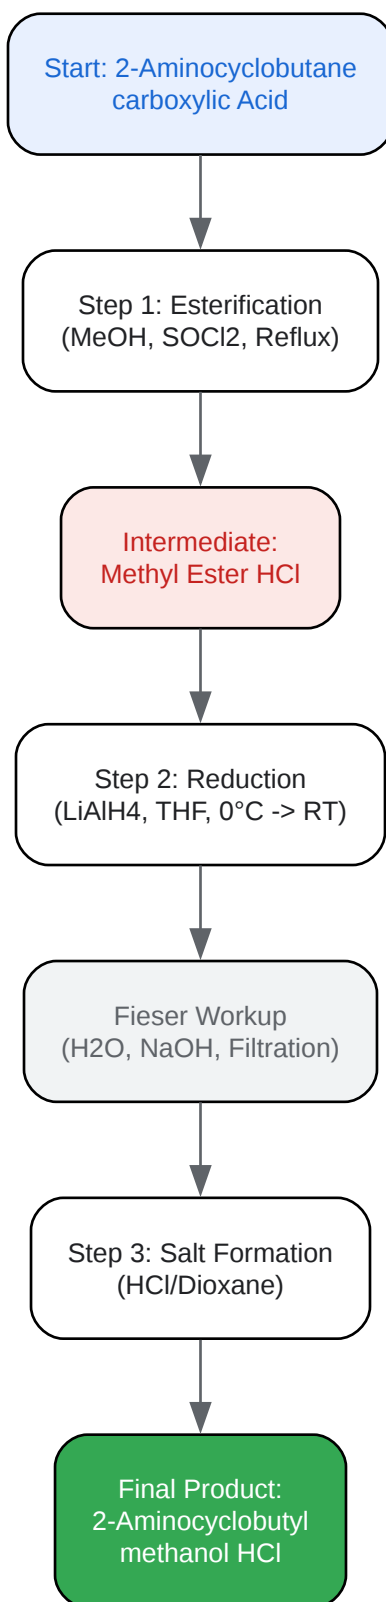 Start: 2-Aminocyclobutane
carboxylic Acid
Step 1: Esterification
(MeOH, SOCl2, Reflux)
Intermediate:
Methyl Ester HCl
Step 2: Reduction
(LiAlH4, THF, 0°C -> RT)
Fieser Workup
(H2O, NaOH, Filtration)
Step 3: Salt Formation
(HCl/Dioxane)
Final Product:
2-Aminocyclobutyl
methanol HCl